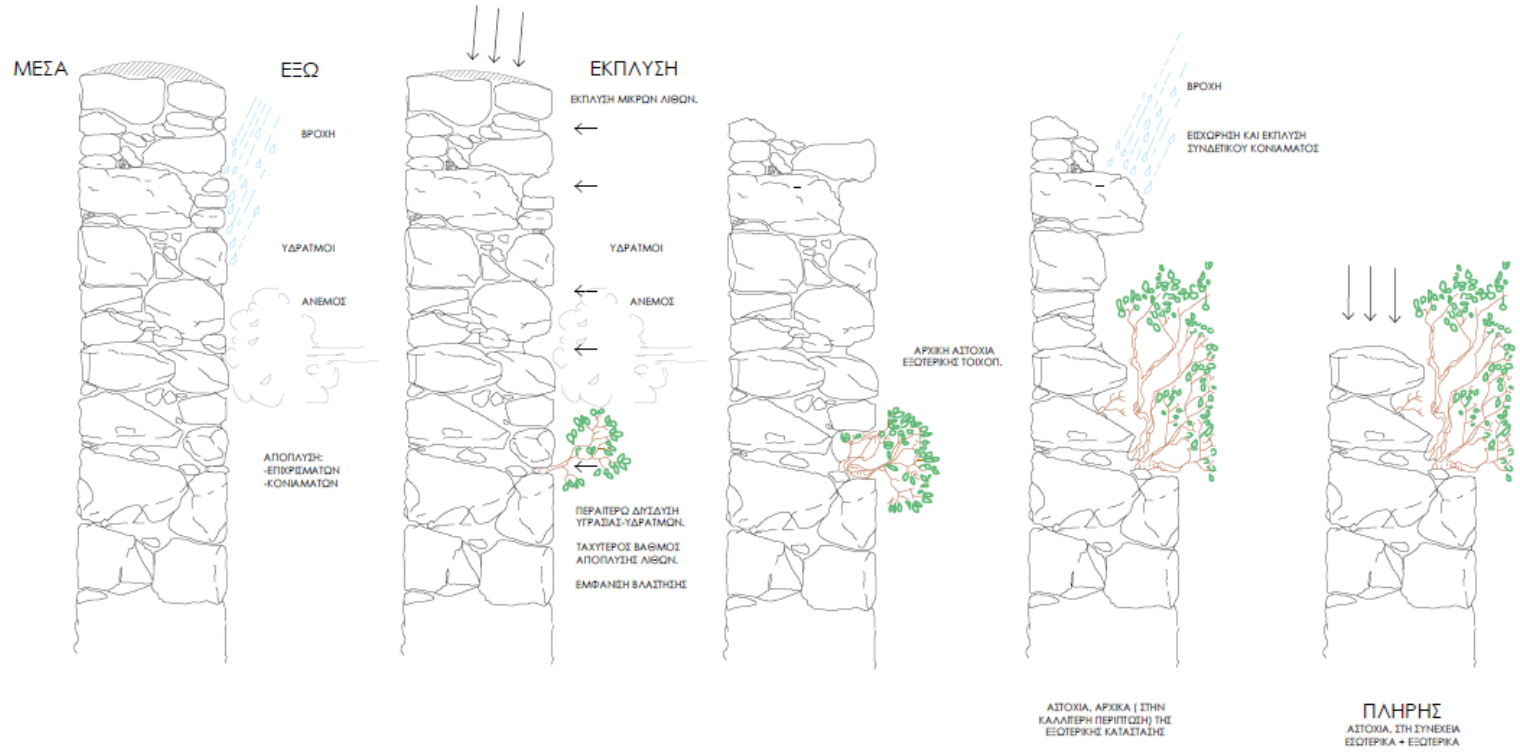 ΜΕΣΑ
ΕΞΩ
ΒΡΟΧΗ
ΥΔΡΑΤΜΟΙ
ΑΝΕΜΟΣ
ΑΠΟΠΛΥΣΗ:
-ΕΠΙΧΡΙΣΜΑΤΩΝ
-ΚΟΝΙΑΜΑΤΩΝ
ΕΚΠΛΥΣΗ
ΕΚΠΛΥΣΗ ΜΙΚΡΩΝ ΛΙΘΩΝ.
ΥΔΡΑΤΜΟΙ
ΑΝΕΜΟΣ
ΠΕΡΑΙΤΕΡΩ ΔΙΥΣΔΥΣΗ
ΥΓΡΑΣΙΑΣ-ΥΔΡΑΤΜΩΝ.
ΤΑΧΥΤΕΡΟΣ ΒΑΘΜΟΣ
ΑΠΟΠΛΥΣΗΣ ΛΙΘΩΝ.
ΕΜΦΑΝΙΣΗ ΒΛΑΣΤΗΣΗΣ
ΑΡΧΙΚΗ ΑΣΤΟΧΙΑ
ΕΞΩΤΕΡΙΚΗΣ ΤΟΙΧΟΠ.
ΒΡΟΧΗ
ΕΙΣΧΩΡΗΣΗ ΚΑΙ ΕΚΠΛΥΣΗ
ΣΥΝΔΕΤΙΚΟΥ ΚΟΝΙΑΜΑΤΟΣ
ΑΣΤΟΧΙΑ, ΑΡΧΙΚΑ ( ΣΤΗΝ
ΚΑΛΛΙΤΕΡΗ ΠΕΡΙΠΤΩΣΗ) ΤΗΣ
ΕΞΩΤΕΡΙΚΗΣ ΚΑΤΑΣΤΑΣΗΣ
ΠΛΗΡΗΣ
ΑΣΤΟΧΙΑ, ΣΤΗ ΣΥΝΕΧΕΙΑ
ΕΣΩΤΕΡΙΚΑ + ΕΞΩΤΕΡΙΚΑ